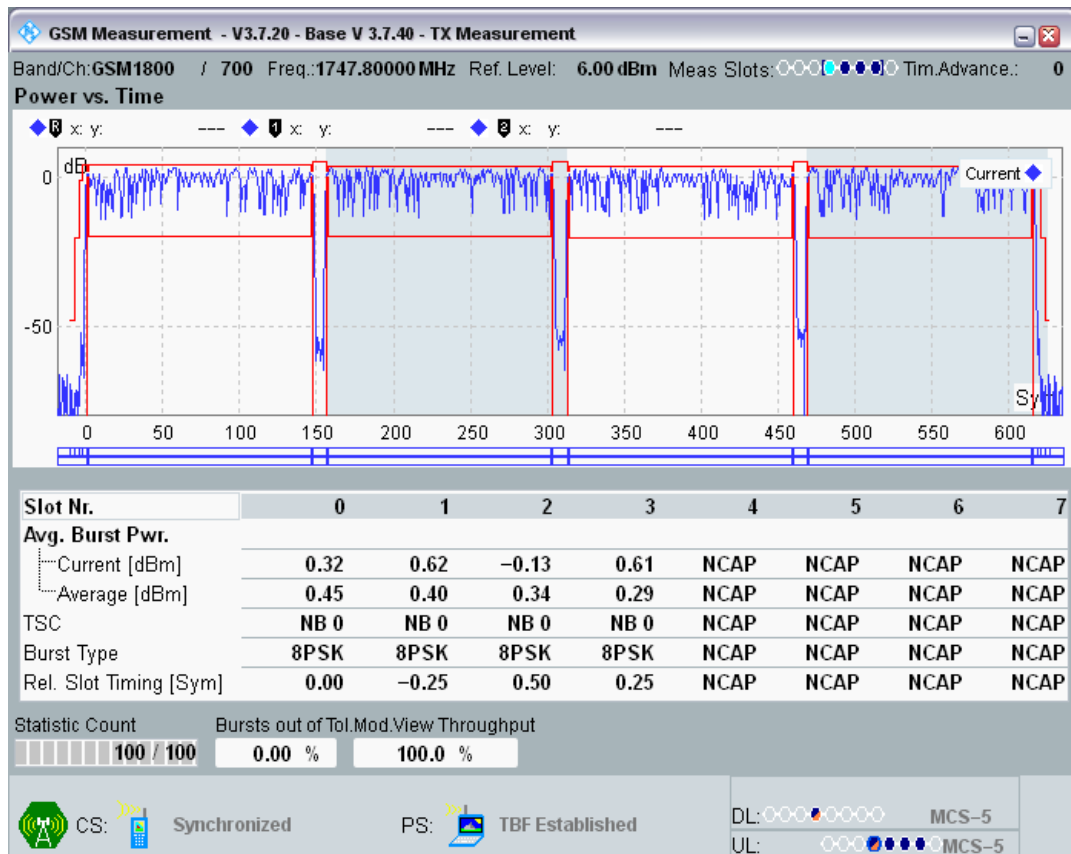 GSM Measurement - V3.7.20 - Base V 3.7.40 - TX Measurement
Band/Ch:GSM1800 / 700 Freq.:1747.80000 MHz Ref. Level: 6.00 dBm Meas Slots: Tim.Advance.: 0
Power vs. Time
R x: y: --- 1 x: y: --- 2 x: y: ---
dB
0
Current
-50
Sy
0 50 100 150 200 250 300 350 400 450 500 550 600
Slot Nr. 0 1 2 3 4 5 6 7
Avg. Burst Pwr.
Current [dBm] 0.32 0.62 −0.13 0.61 NCAP NCAP NCAP NCAP
Average [dBm] 0.45 0.40 0.34 0.29 NCAP NCAP NCAP NCAP
TSC NB 0 NB 0 NB 0 NB 0 NCAP NCAP NCAP NCAP
Burst Type 8PSK 8PSK 8PSK 8PSK NCAP NCAP NCAP NCAP
Rel. Slot Timing [Sym] 0.00 −0.25 0.50 0.25 NCAP NCAP NCAP NCAP
Statistic Count Bursts out of Tol.Mod.View Throughput
100 / 100 0.00 % 100.0 %
CS: Synchronized PS: TBF Established
DL: MCS−5
UL: MCS−5